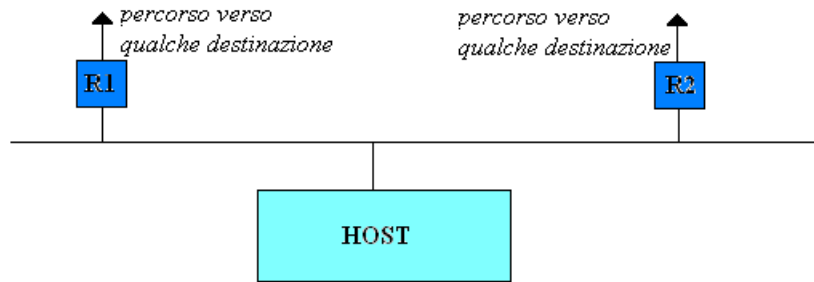 percorso verso
qualche destinazione
percorso verso
qualche destinazione
R1
R2
HOST